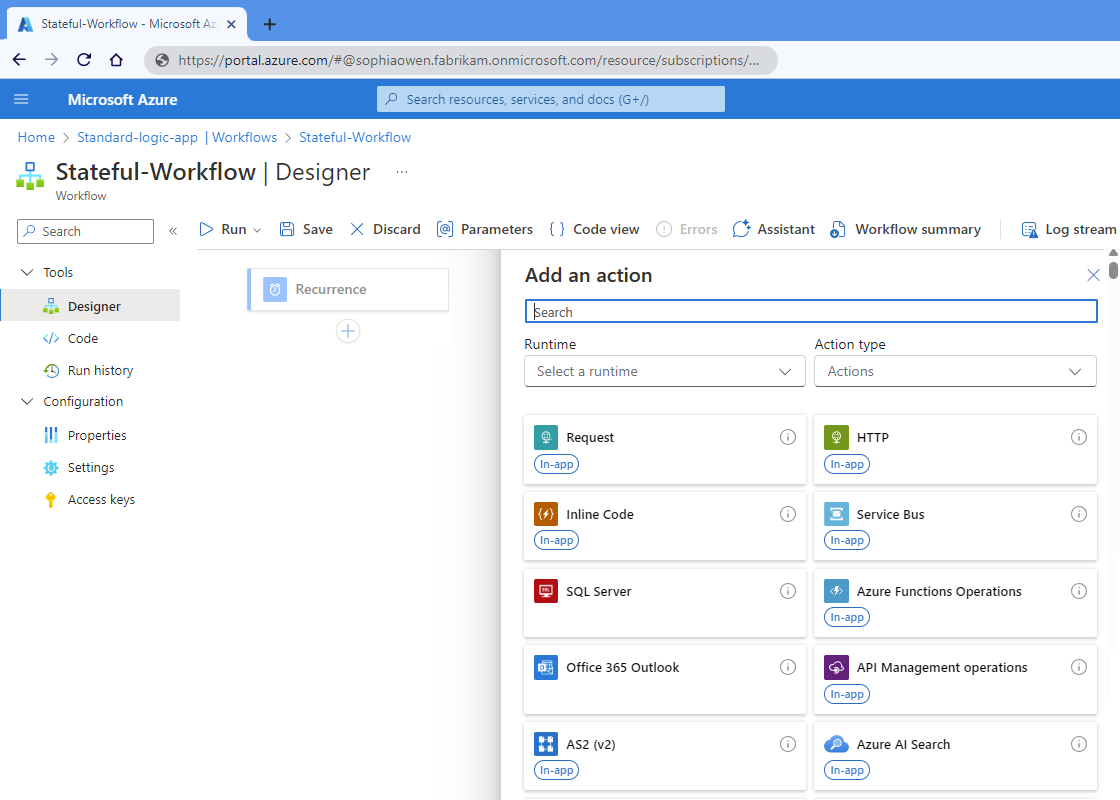 Stateful-Workflow - Microsoft Az
https://portal.azure.com/#@sophiaowen.fabrikam.onmicrosoft.com/resource/subscriptions/...
Microsoft Azure
Search resources, services, and docs (G+/)
Home > Standard-logic-app | Workflows > Stateful-Workflow
Stateful-Workflow | Designer ...
Workflow
Search «
Run
Save
Discard
Parameters
Code view
Errors
Assistant
Workflow summary
Log stream
Tools
Designer
Code
Run history
Configuration
Properties
Settings
Access keys
Recurrence
Add an action
Search
Runtime
Select a runtime
Action type
Actions
Request
In-app
HTTP
In-app
Inline Code
In-app
Service Bus
In-app
SQL
SQL Server
Azure Functions Operations
In-app
Office 365 Outlook
API Management operations
In-app
AS2 (v2)
In-app
Azure AI Search
In-app